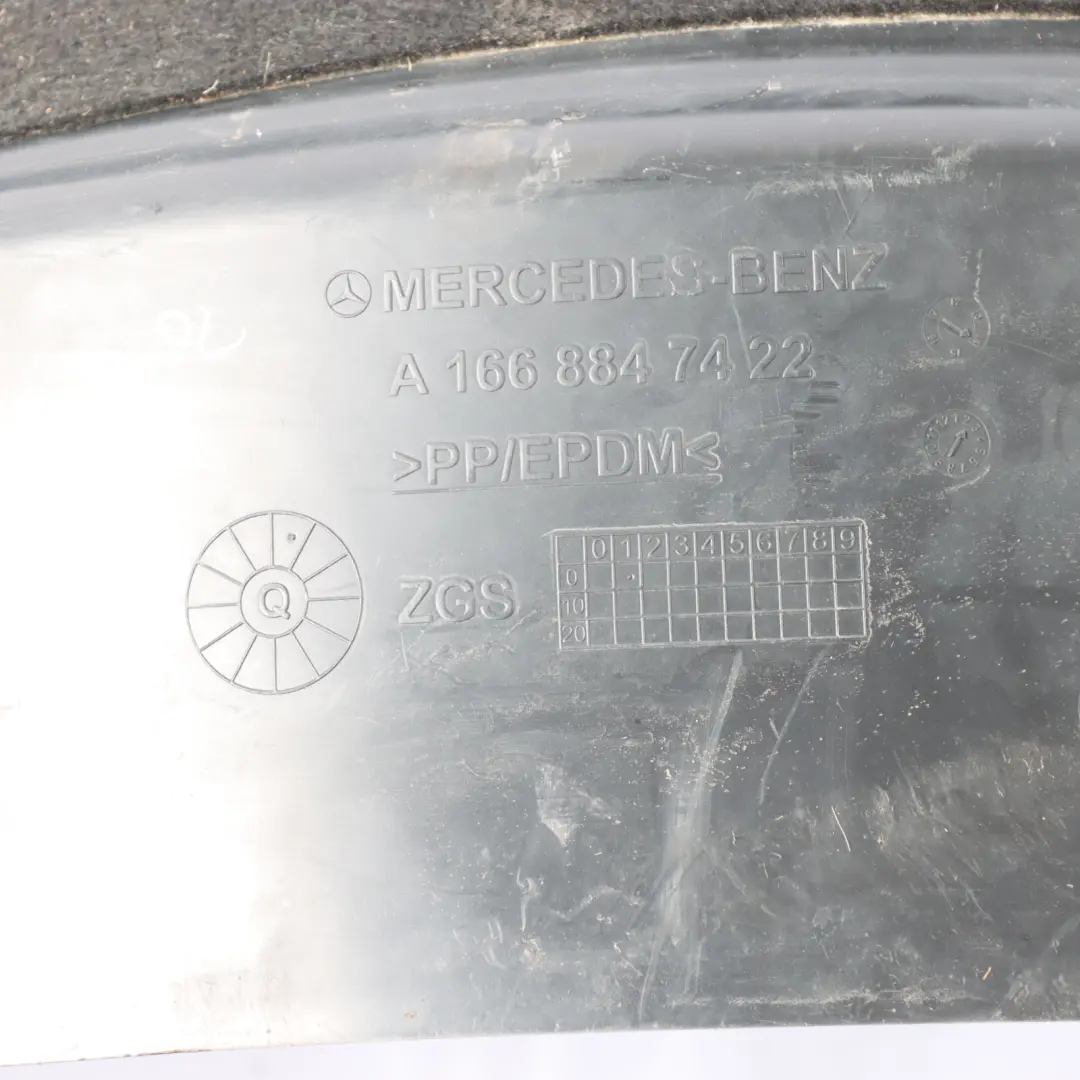 MERCEDES-BENZ
A 166 884 74 22
>PP/EPDM<
Q
ZGS
0 1 2 3 4 5 6 7 8 9
0
10
20